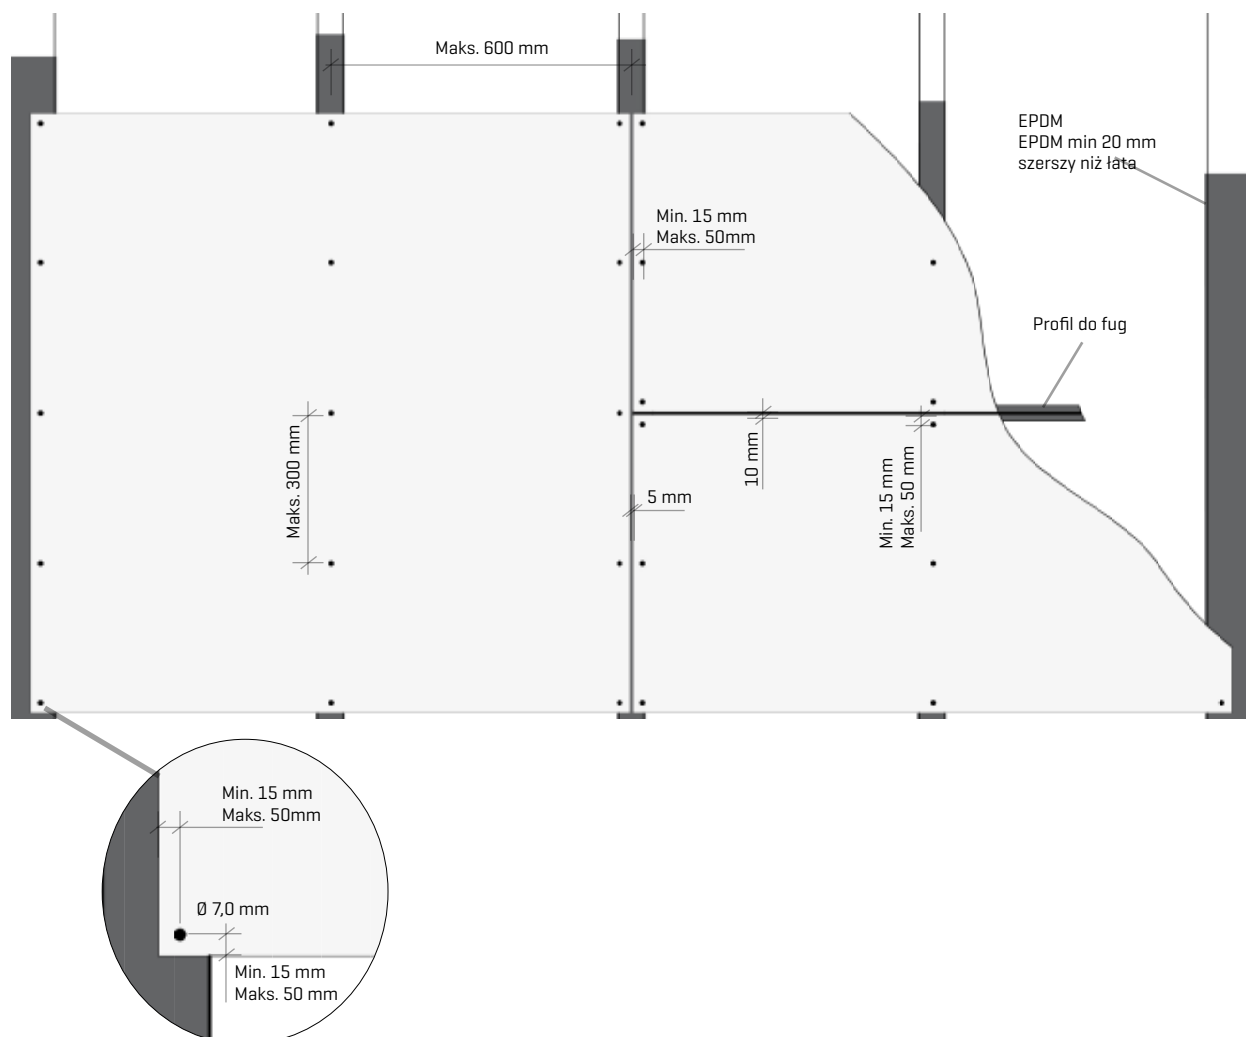 Maks. 600 mm
EPDM
EPDM min 20 mm
szerszy niż łata
Min. 15 mm
Maks. 50mm
Profil do fug
Maks. 300 mm
10 mm
Min. 15 mm
Maks. 50 mm
5 mm
Min. 15 mm
Maks. 50mm
Ø 7,0 mm
Min. 15 mm
Maks. 50 mm